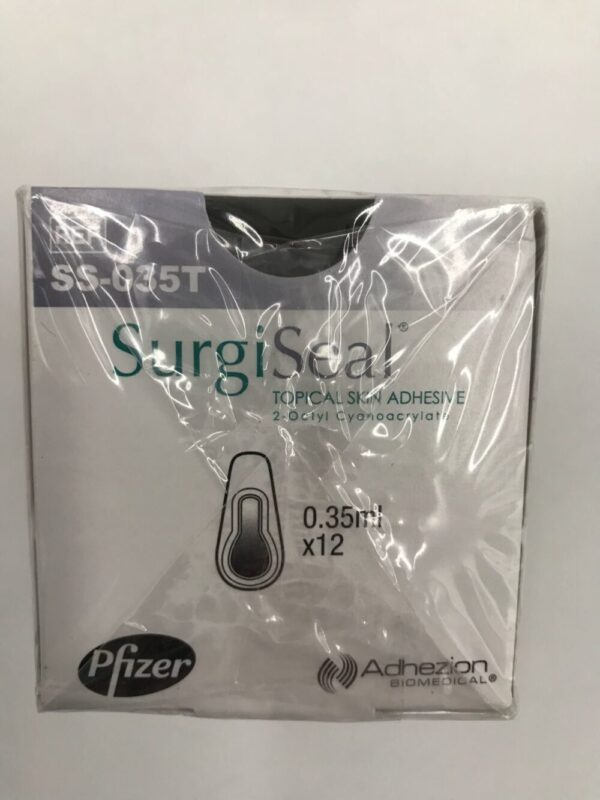 REF
SS-035T
SurgiSeal®
TOPICAL SKIN ADHESIVE
2-Octyl Cyanoacrylate
0.35ml
x12
Pfizer
Adhezion
BIOMEDICAL®